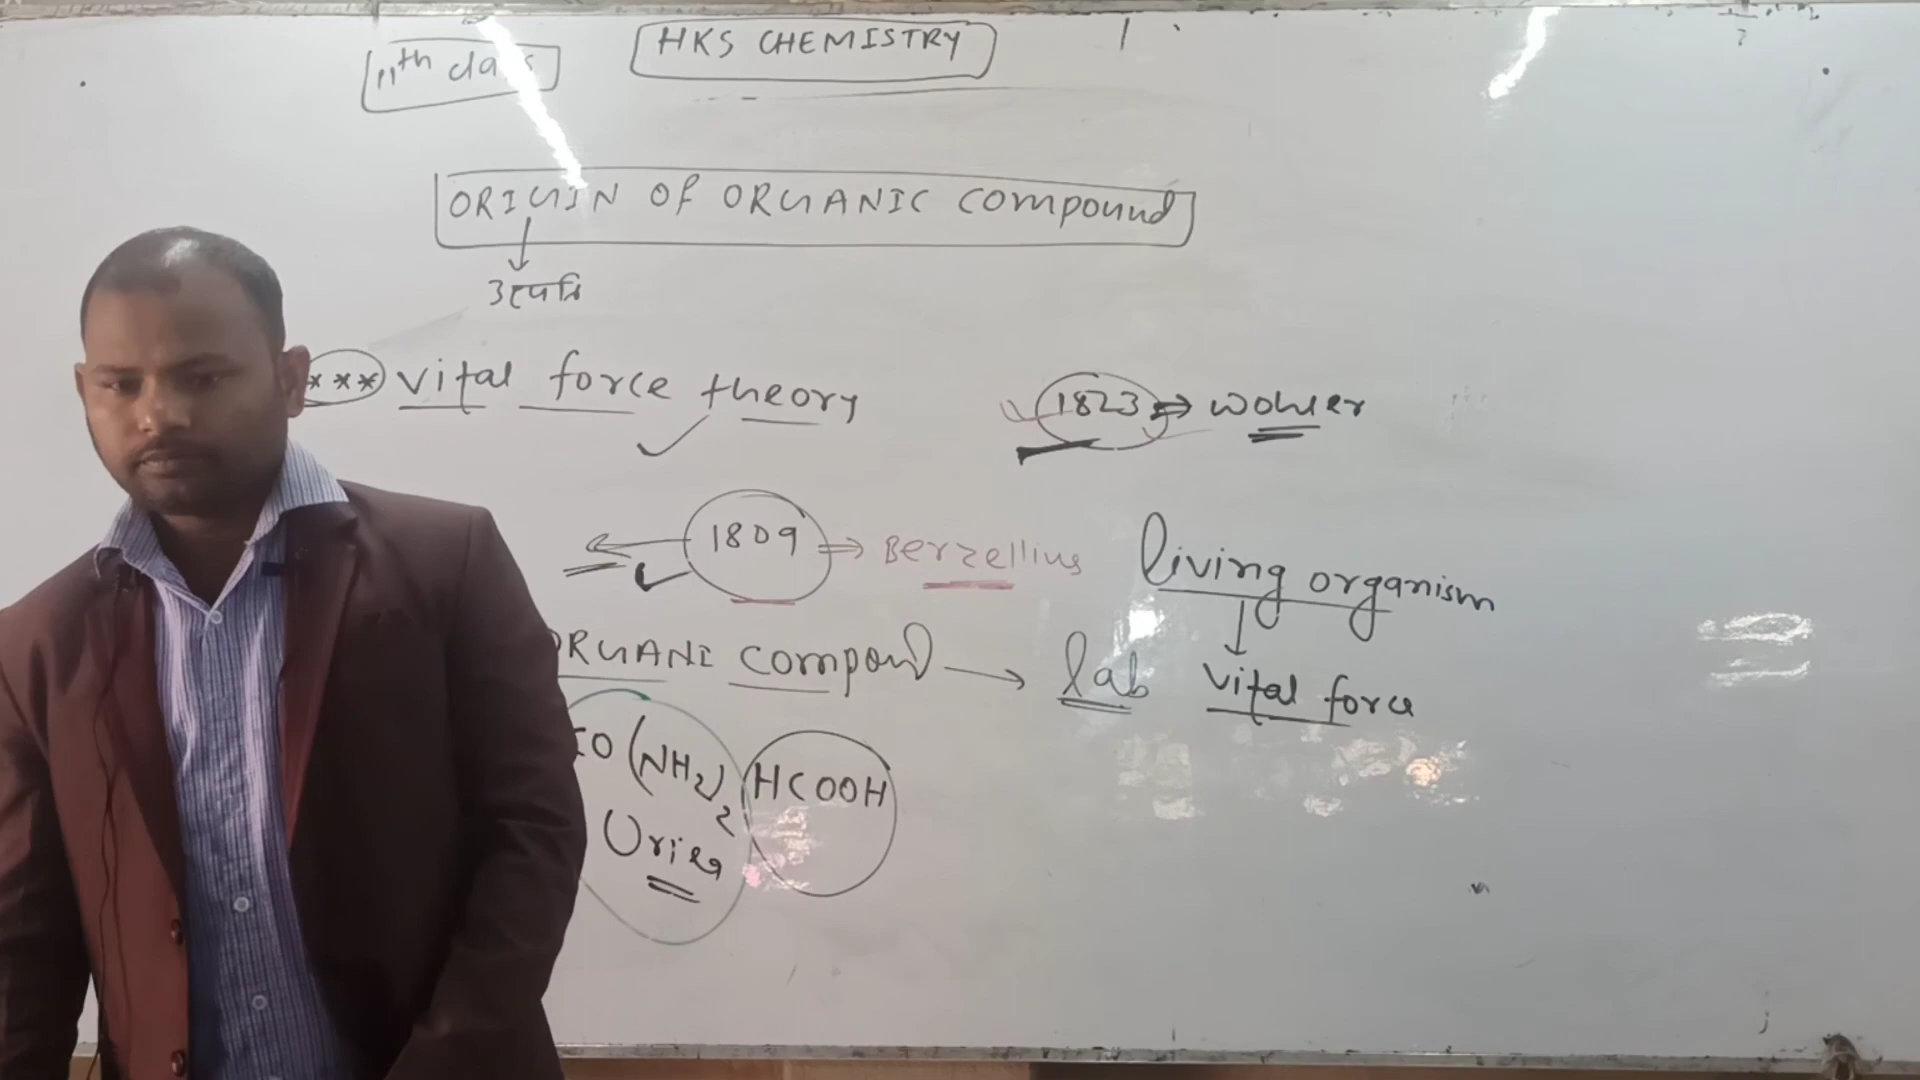 11th class
HKS CHEMISTRY
ORIGIN OF ORGANIC compound
उत्पत्ति
*** vital force theory
1823 ⇒ wohler
← 1809 ⇒ Berzellius
living organism
ORGANI compound → lab
vital force
CO(NH2)2
HCOOH
Uriea